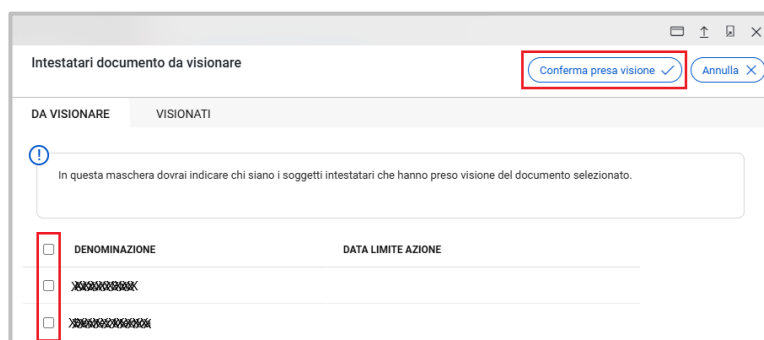 Intestatari documento da visionare
Conferma presa visione
Annulla
DA VISIONARE
VISIONATI
In questa maschera dovrai indicare chi siano i soggetti intestatari che hanno preso visione del documento selezionato.
DENOMINAZIONE
DATA LIMITE AZIONE